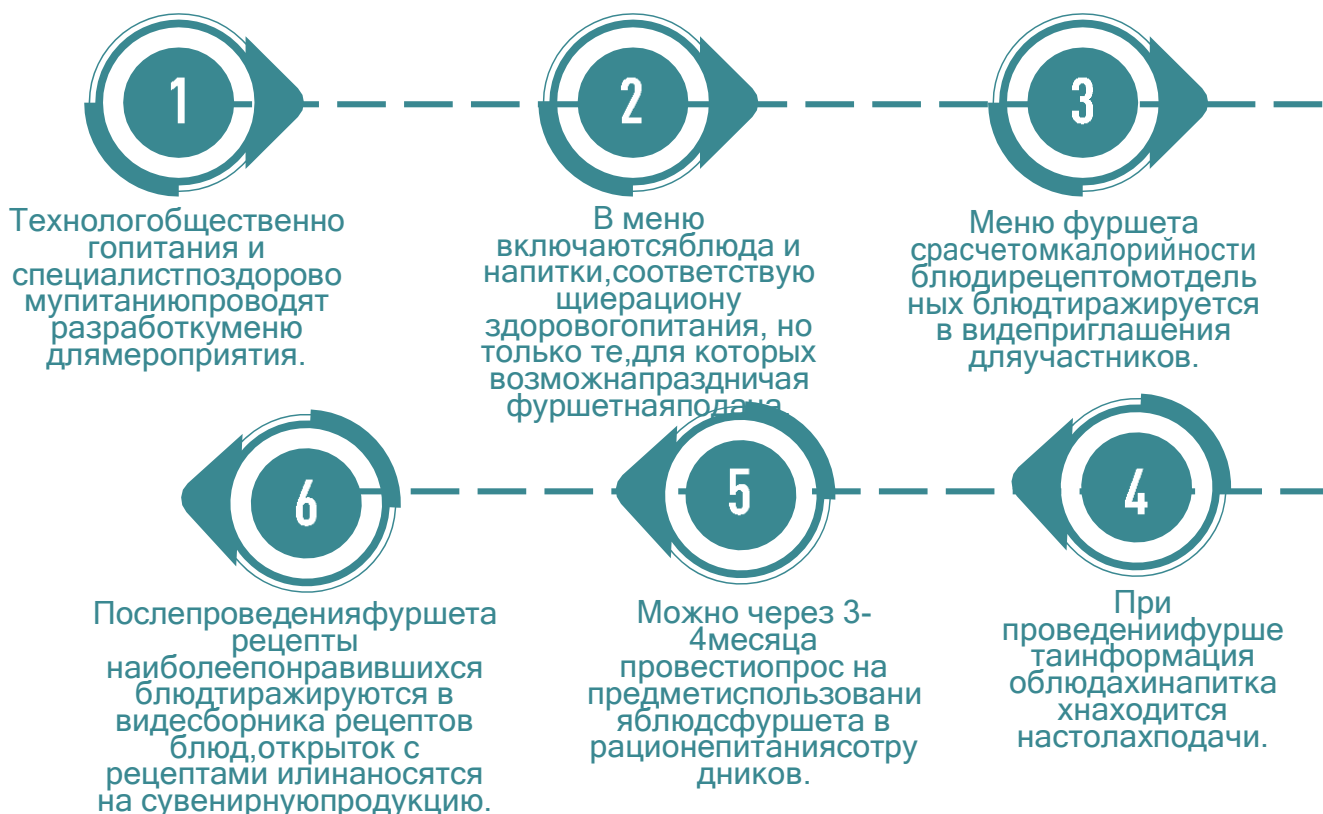 1
Технологобщественно
гопитания и
специалистпоздорово
мупитаниюпроводят
разработкуменю
длямероприятия.
2
В меню
включаютсяблюда и
напитки,соответствую
щиерациону
здоровогопитания, но
только те,для которых
возможнапраздничая
фуршетнаяподача.
3
Меню фуршета
срасчетомкалорийности
блюдирецептомотдель
ных блюдтиражируется
в видеприглашения
дляучастников.
4
При
проведениифурше
таинформация
облюдахинапитка
хнаходится
настолахподачи.
5
Можно через 3-
4месяца
провестиопрос на
предметиспользовани
яблюдсфуршета в
рационепитаниясотру
дников.
6
Послепроведенияфуршета
рецепты
наиболеепонравившихся
блюдтиражируются в
видесборника рецептов
блюд,открыток с
рецептами илинаносятся
на сувенирнуюпродукцию.